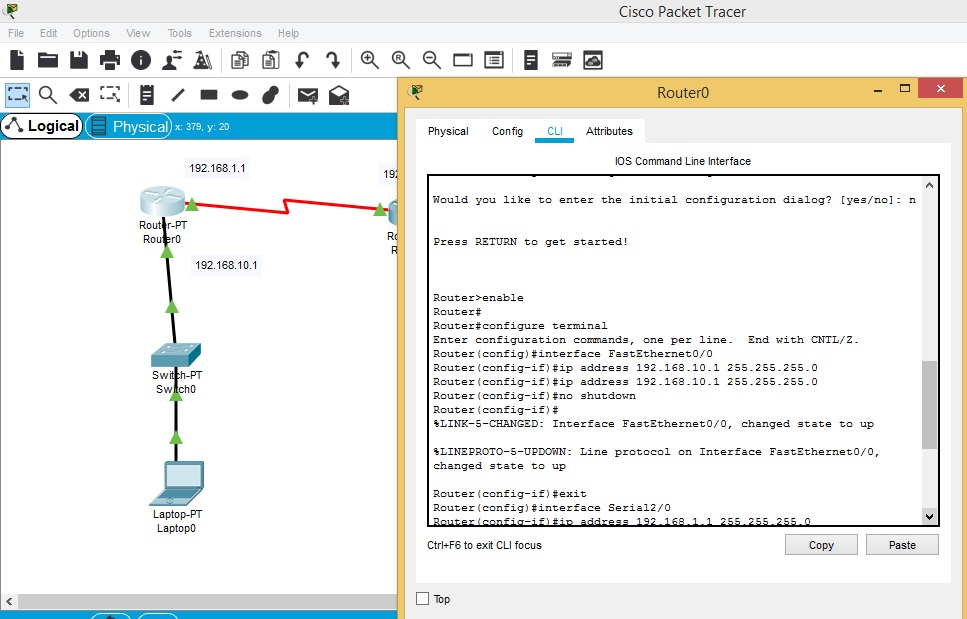 Cisco Packet Tracer
File Edit Options View Tools Extensions Help
Logical Physical x: 379, y: 20
192.168.1.1
192
Router-PT
Router0
Ro
R
192.168.10.1
Switch-PT
Switch0
Laptop-PT
Laptop0
Router0
Physical Config CLI Attributes
IOS Command Line Interface
Would you like to enter the initial configuration dialog? [yes/no]: n
Press RETURN to get started!
Router>enable
Router#
Router#configure terminal
Enter configuration commands, one per line. End with CNTL/Z.
Router(config)#interface FastEthernet0/0
Router(config-if)#ip address 192.168.10.1 255.255.255.0
Router(config-if)#ip address 192.168.10.1 255.255.255.0
Router(config-if)#no shutdown
Router(config-if)#
%LINK-5-CHANGED: Interface FastEthernet0/0, changed state to up
%LINEPROTO-5-UPDOWN: Line protocol on Interface FastEthernet0/0,
changed state to up
Router(config-if)#exit
Router(config)#interface Serial2/0
Router(config-if)#ip address 192.168.1.1 255.255.255.0
Ctrl+F6 to exit CLI focus
Copy Paste
Top